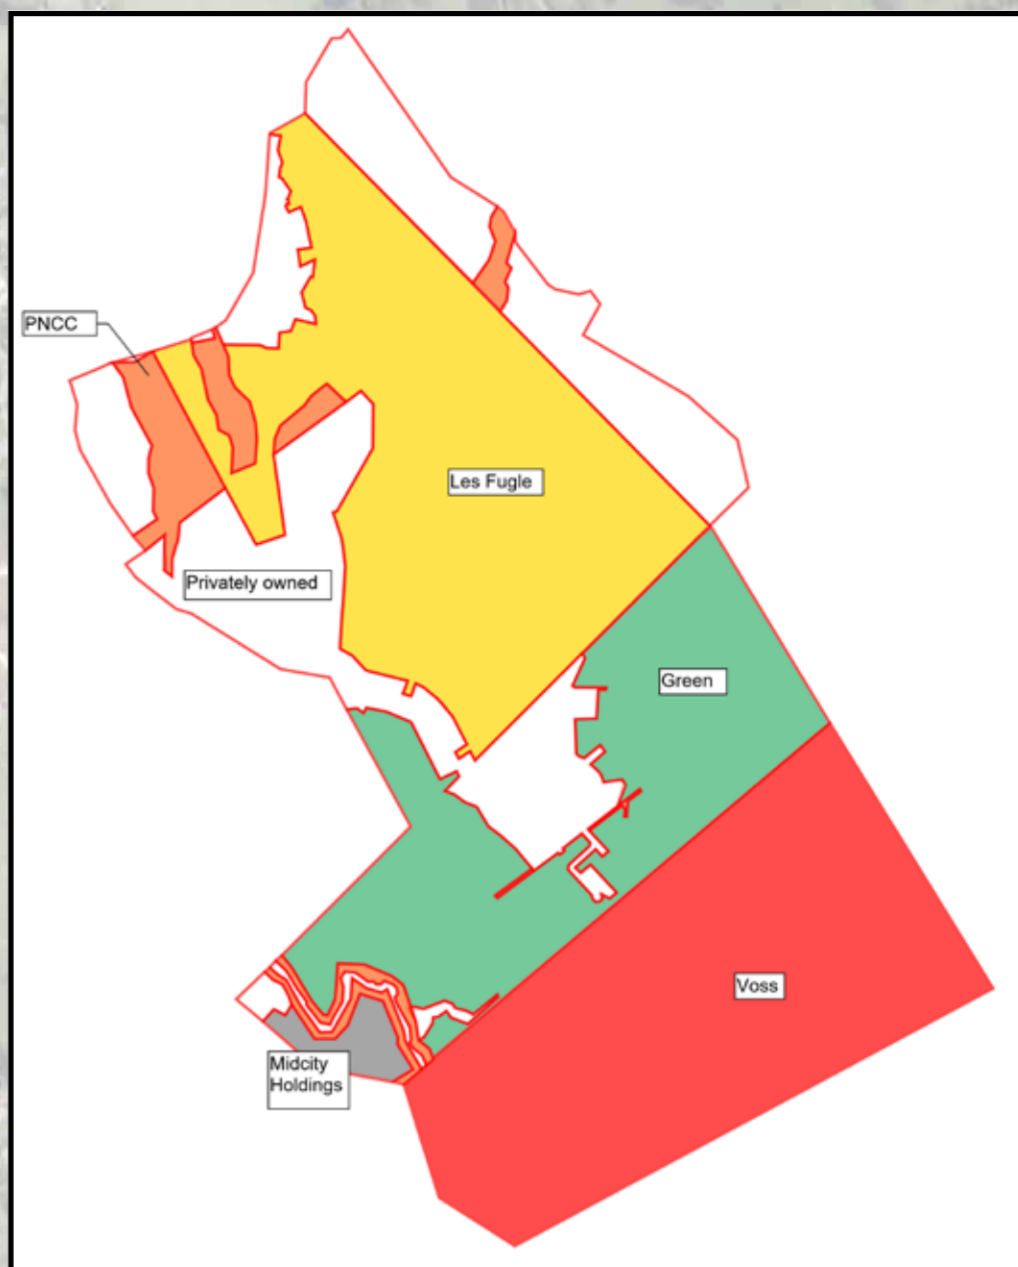 PNCC
Les Fugle
Privately owned
Green
Voss
Midcity
Holdings